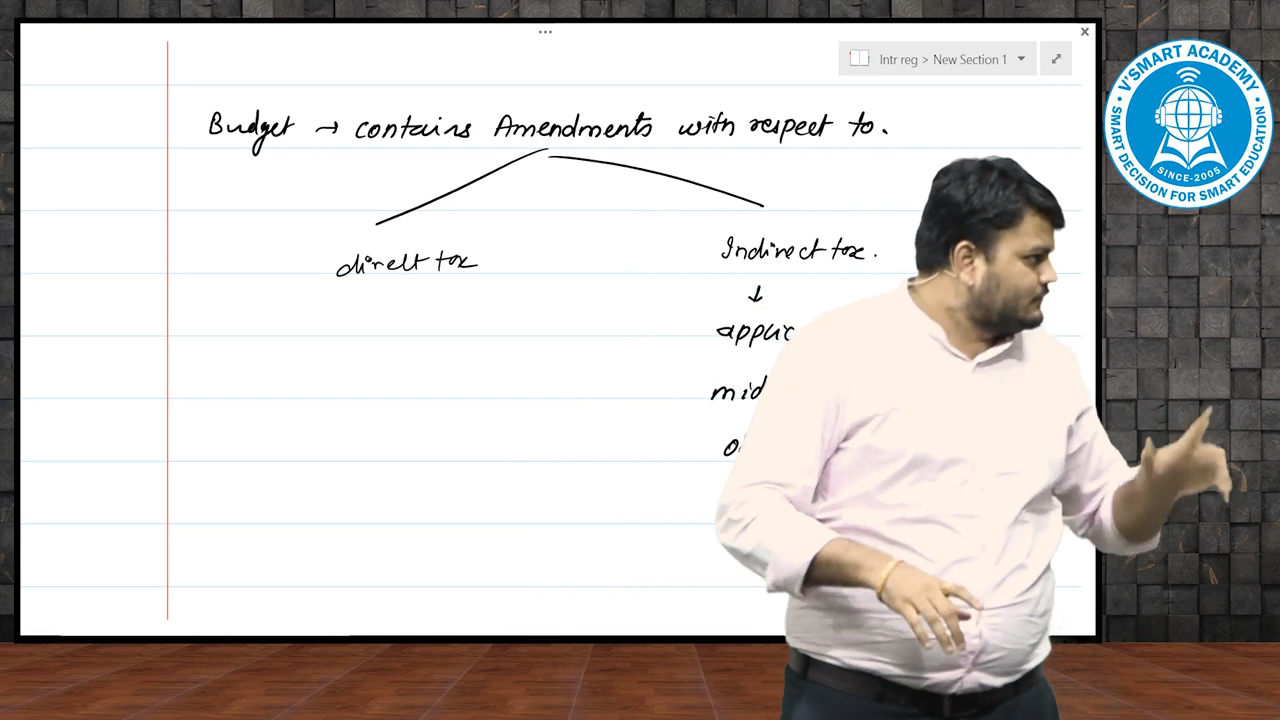 Intr reg > New Section 1
Budget → contains Amendments with respect to.
direct tax
Indirect tax.
↓
V'SMART ACADEMY
SMART DECISION FOR SMART EDUCATION
SINCE-2005